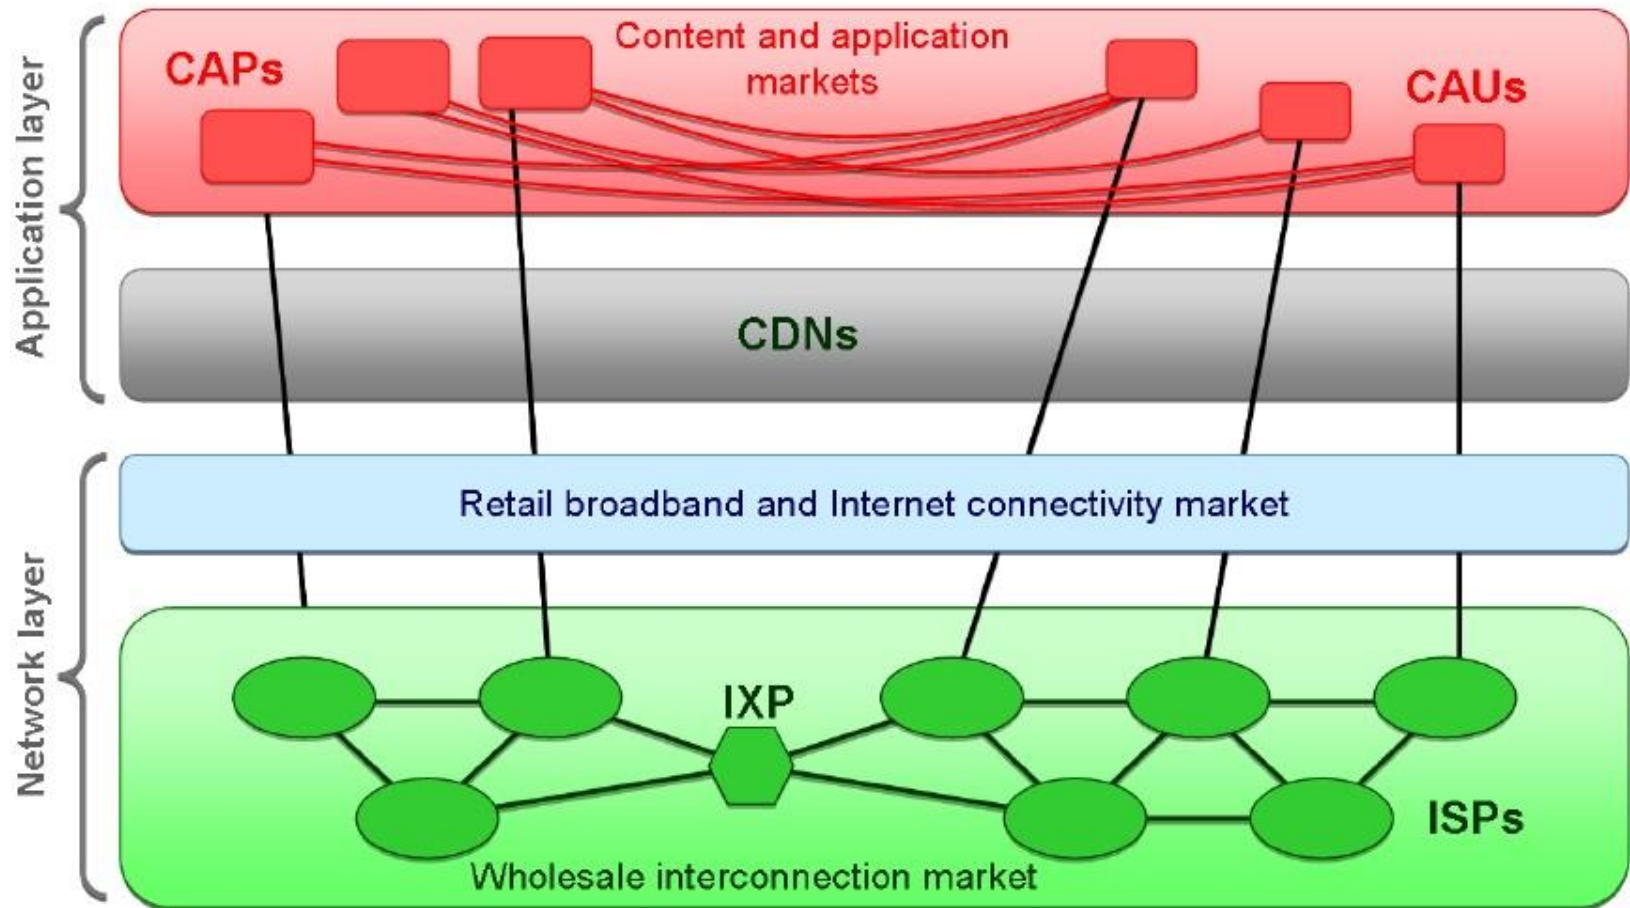 Application layer
CAPs
Content and application
markets
CAUs
CDNs
Network layer
Retail broadband and Internet connectivity market
IXP
ISPs
Wholesale interconnection market